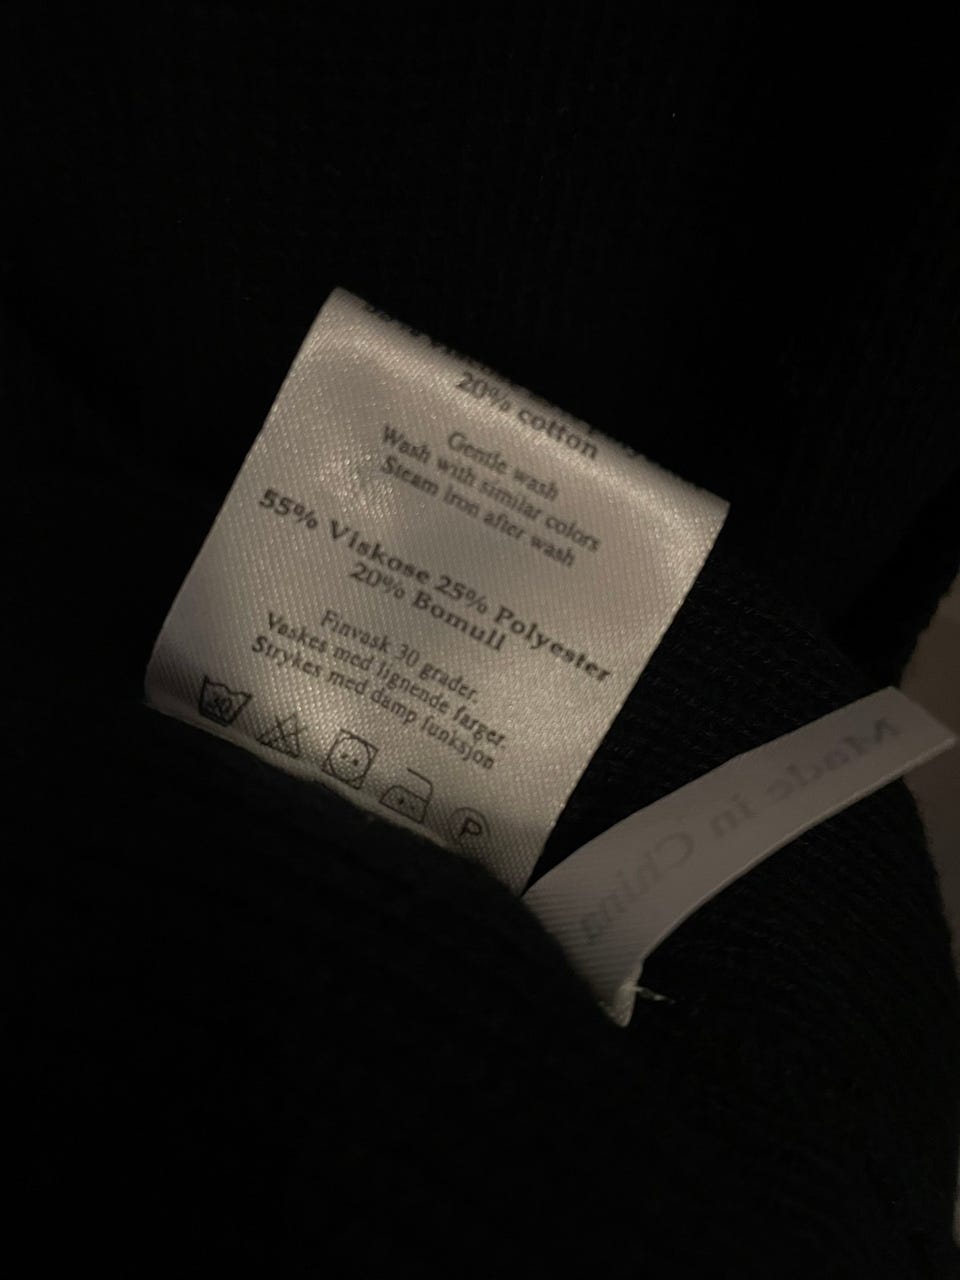 20% cotton
Gentle wash
Wash with similar colors
Steam iron after wash
55% Viskose 25% Polyester
20% Bomull
Finvask 30 grader.
Vaskes med lignende farger.
Strykes med damp funksjon
30
P
Made in China